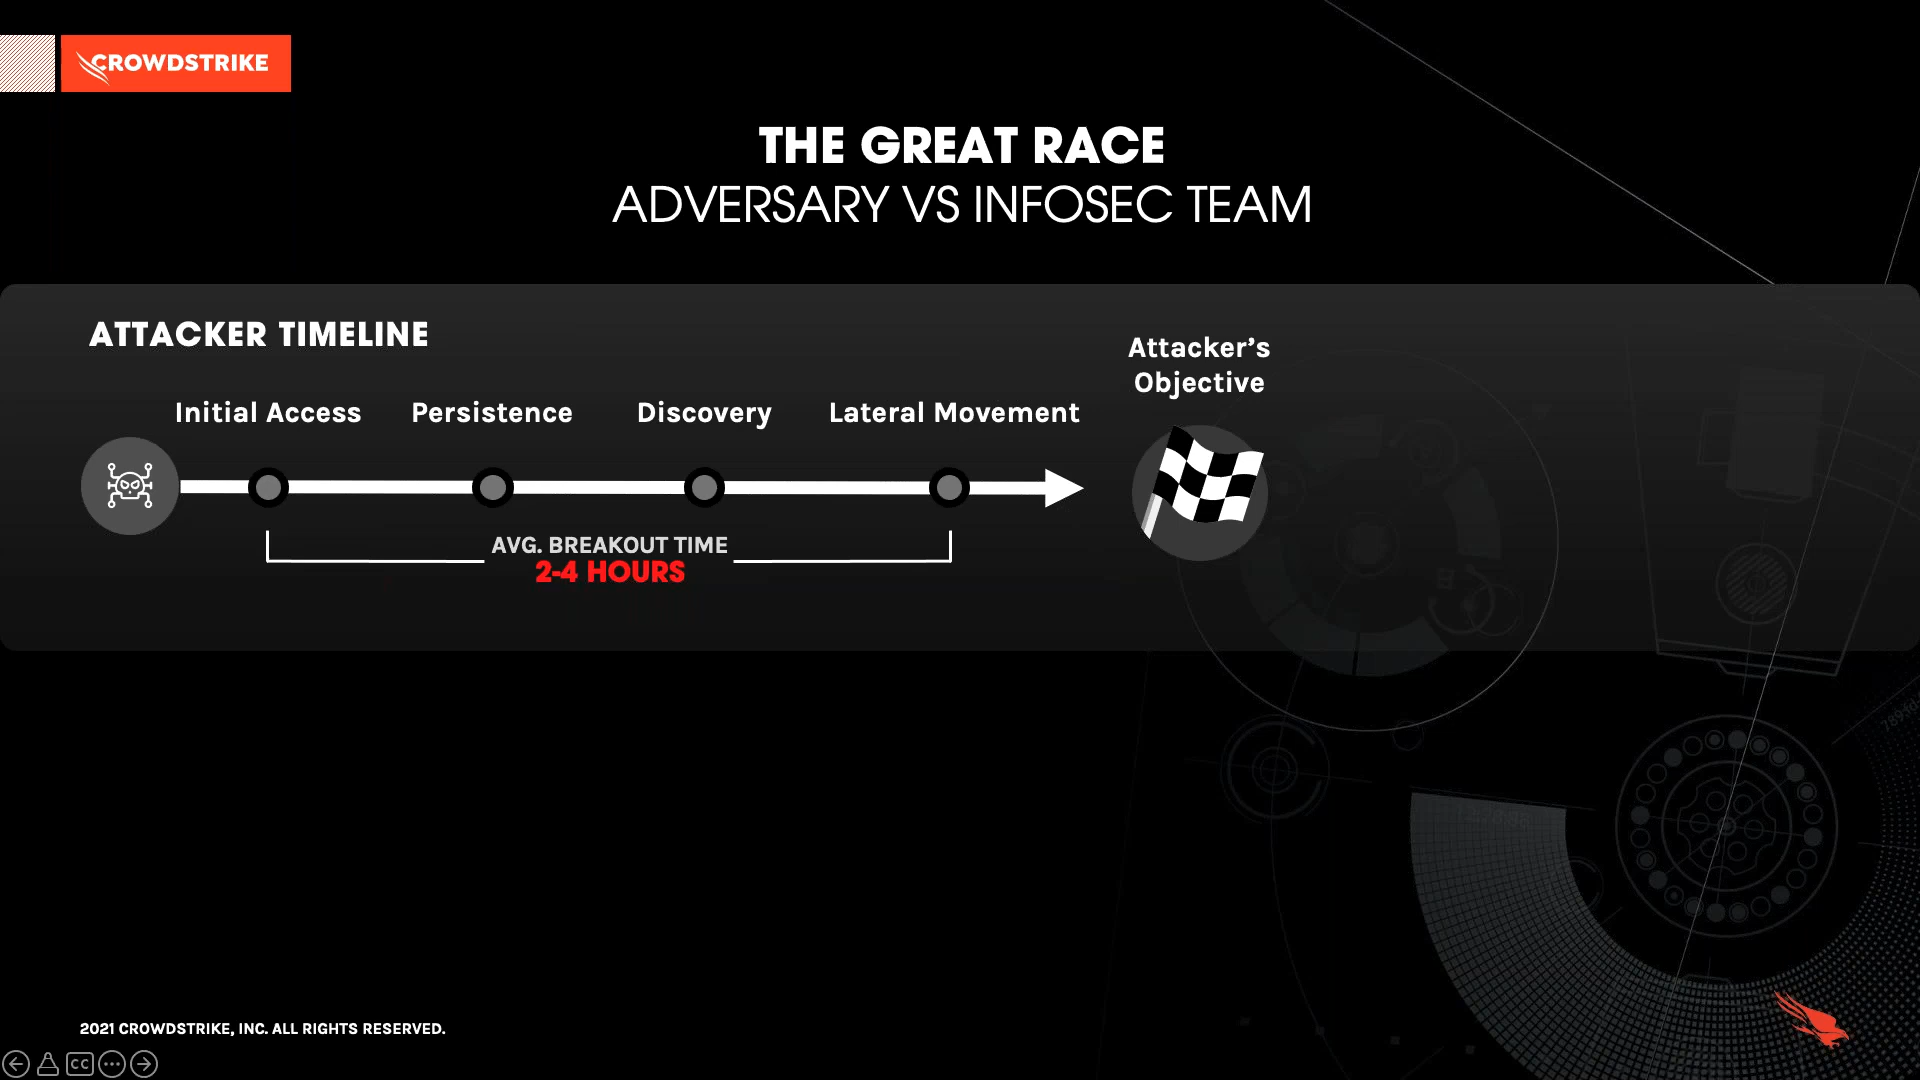 CROWDSTRIKE
THE GREAT RACE
ADVERSARY VS INFOSEC TEAM
ATTACKER TIMELINE
Attacker’s
Objective
Initial Access
Persistence
Discovery
Lateral Movement
AVG. BREAKOUT TIME
2-4 HOURS
2021 CROWDSTRIKE, INC. ALL RIGHTS RESERVED.
CC